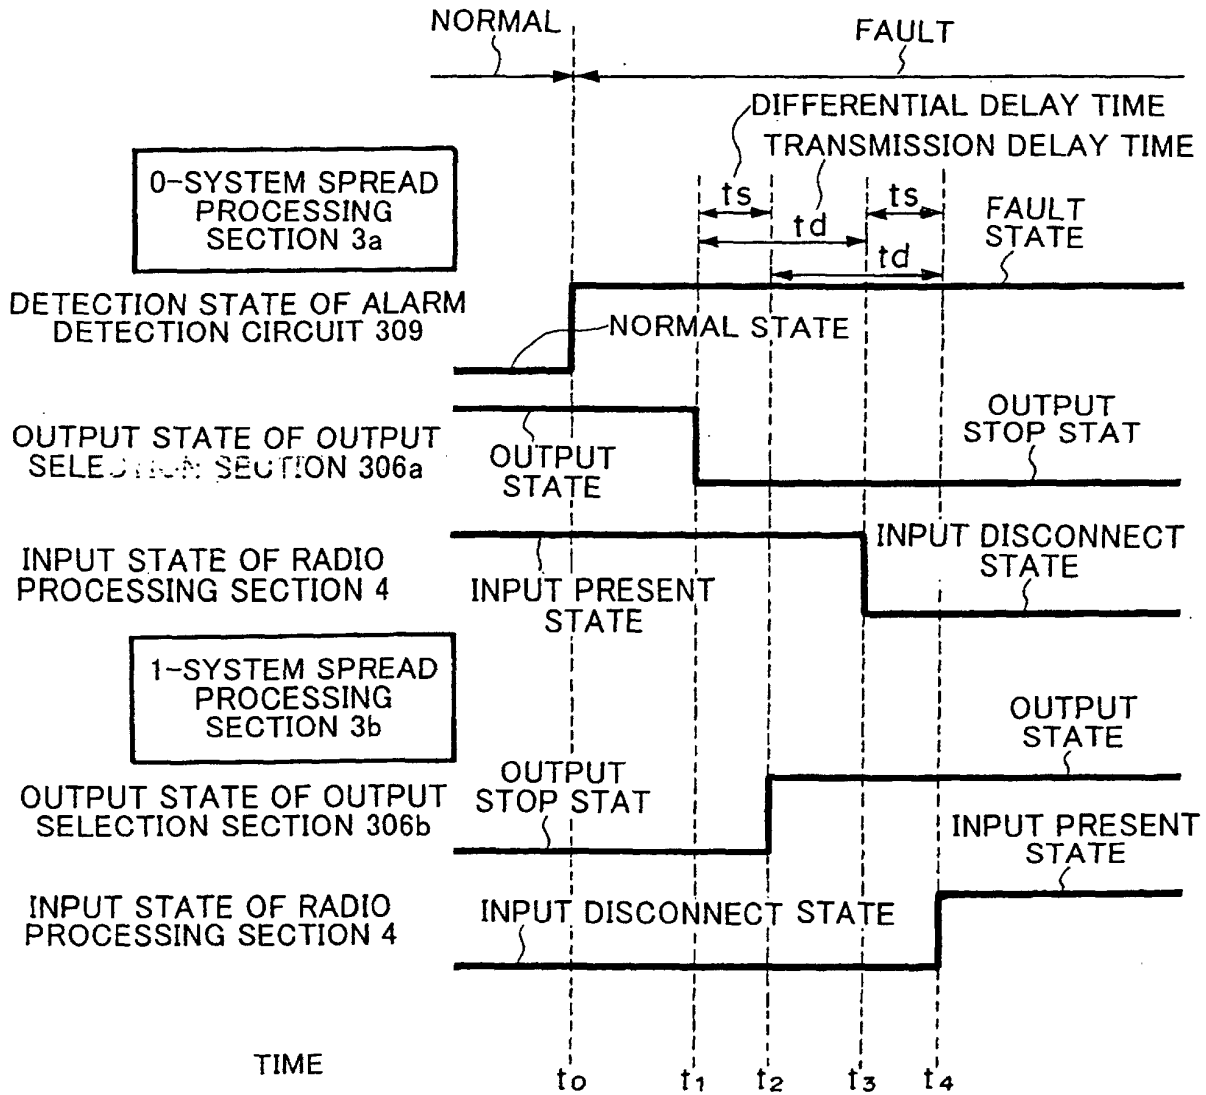 NORMAL
FAULT
DIFFERENTIAL DELAY TIME
TRANSMISSION DELAY TIME
0-SYSTEM SPREAD
PROCESSING
SECTION 3a
ts
ts
td
td
FAULT
STATE
DETECTION STATE OF ALARM
DETECTION CIRCUIT 309
NORMAL STATE
OUTPUT STATE OF OUTPUT
SELECTION SECTION 306a
OUTPUT
STATE
OUTPUT
STOP STAT
INPUT STATE OF RADIO
PROCESSING SECTION 4
INPUT PRESENT
STATE
INPUT DISCONNECT
STATE
1-SYSTEM SPREAD
PROCESSING
SECTION 3b
OUTPUT STATE OF OUTPUT
SELECTION SECTION 306b
OUTPUT
STOP STAT
OUTPUT
STATE
INPUT STATE OF RADIO
PROCESSING SECTION 4
INPUT DISCONNECT STATE
INPUT PRESENT
STATE
TIME
t0 t1 t2 t3 t4